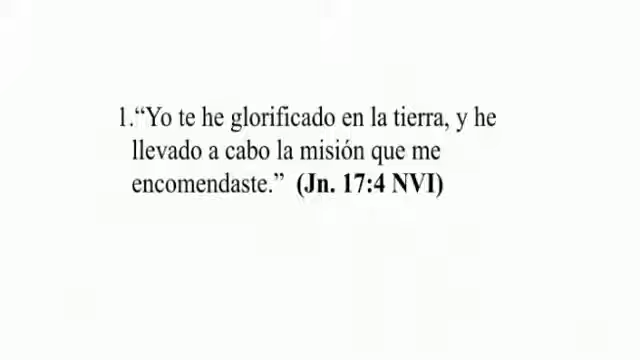 1.“Yo te he glorificado en la tierra, y he
llevado a cabo la misión que me
encomendaste.” (Jn. 17:4 NVI)